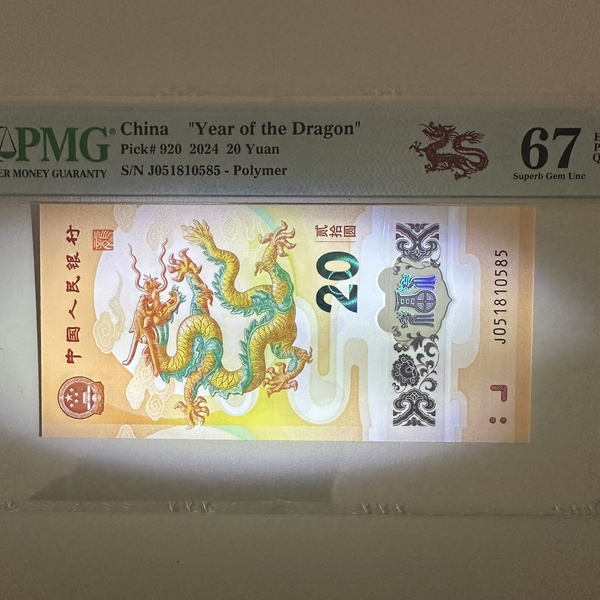 PMG®
ER MONEY GUARANTY
China "Year of the Dragon"
Pick# 920 2024 20 Yuan
S/N J051810585 - Polymer
67
Superb Gem Unc
E
P
Q
中国人民银行
贰拾圆
20
J051810585